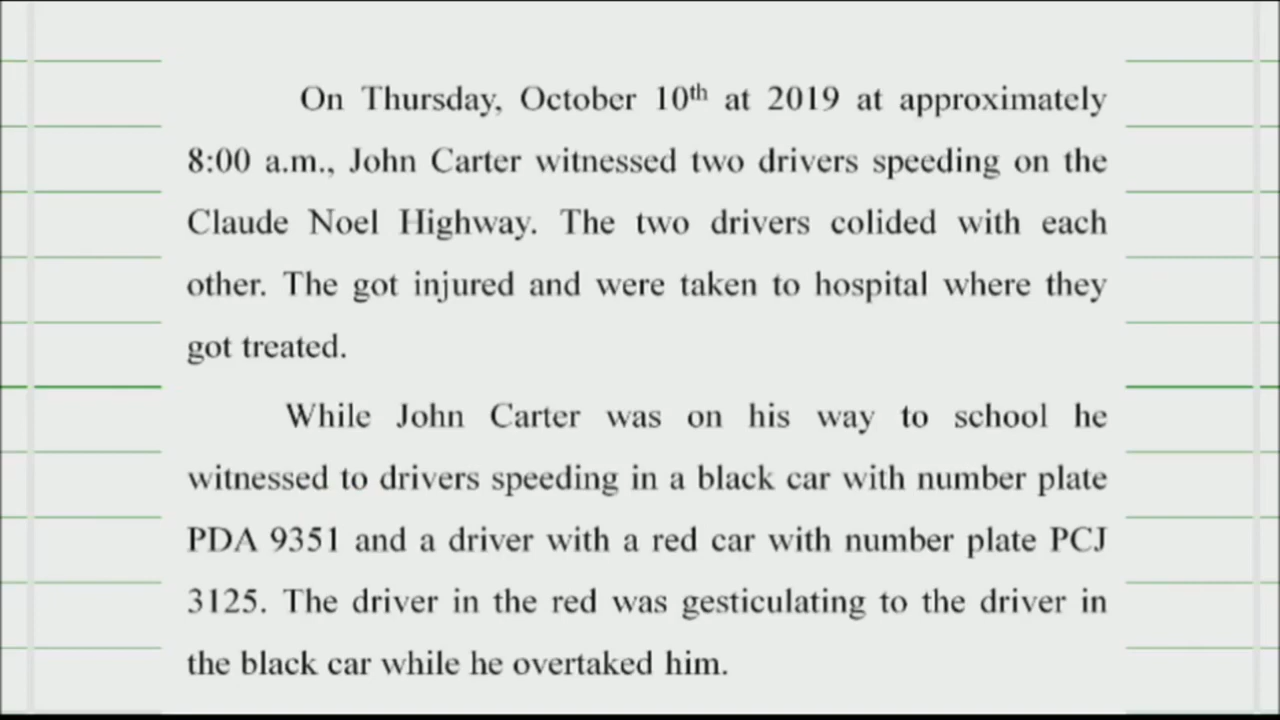 On Thursday, October 10th at 2019 at approximately
8:00 a.m., John Carter witnessed two drivers speeding on the
Claude Noel Highway. The two drivers colided with each
other. The got injured and were taken to hospital where they
got treated.
While John Carter was on his way to school he
witnessed to drivers speeding in a black car with number plate
PDA 9351 and a driver with a red car with number plate PCJ
3125. The driver in the red was gesticulating to the driver in
the black car while he overtaked him.